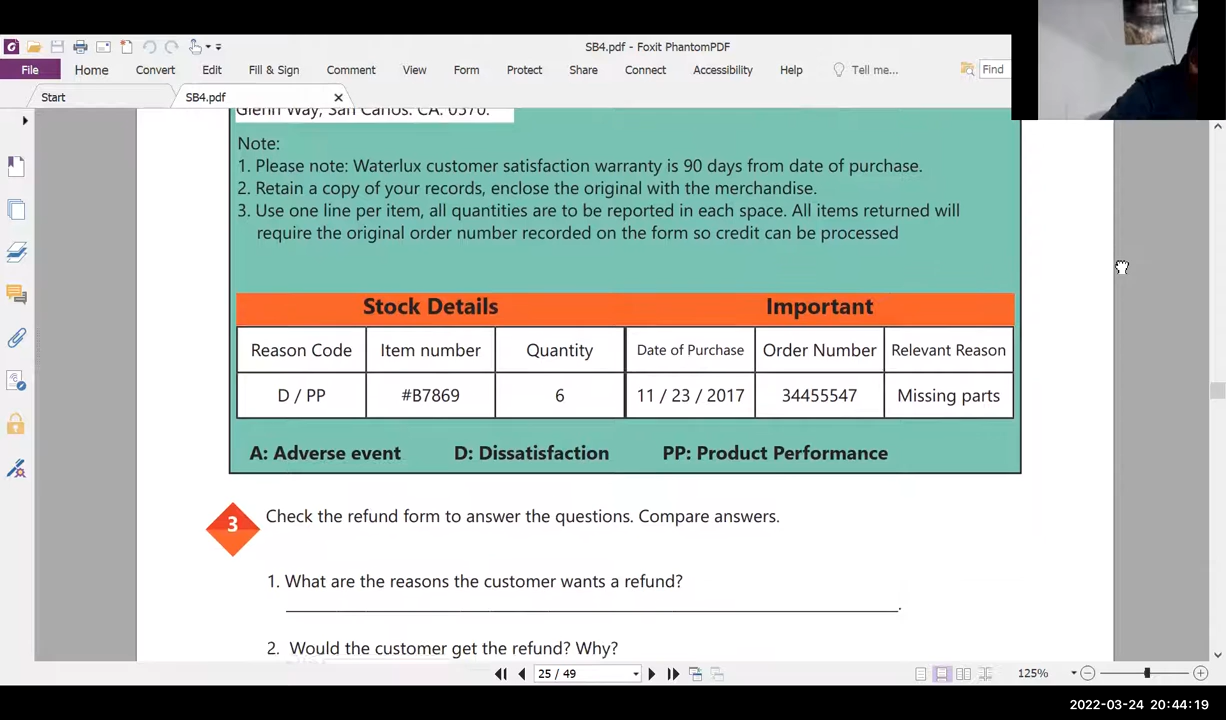 SB4.pdf - Foxit PhantomPDF
File Home Convert Edit Fill & Sign Comment View Form Protect Share Connect Accessibility Help Tell me... Find
Start SB4.pdf
Glenn Way, San Carlos. CA. 0370.
Note:
1. Please note: Waterlux customer satisfaction warranty is 90 days from date of purchase.
2. Retain a copy of your records, enclose the original with the merchandise.
3. Use one line per item, all quantities are to be reported in each space. All items returned will
require the original order number recorded on the form so credit can be processed
Stock Details Important
Reason Code Item number Quantity Date of Purchase Order Number Relevant Reason
D / PP #B7869 6 11 / 23 / 2017 34455547 Missing parts
A: Adverse event D: Dissatisfaction PP: Product Performance
3 Check the refund form to answer the questions. Compare answers.
1. What are the reasons the customer wants a refund?
2. Would the customer get the refund? Why?
25 / 49 125%
2022-03-24 20:44:19